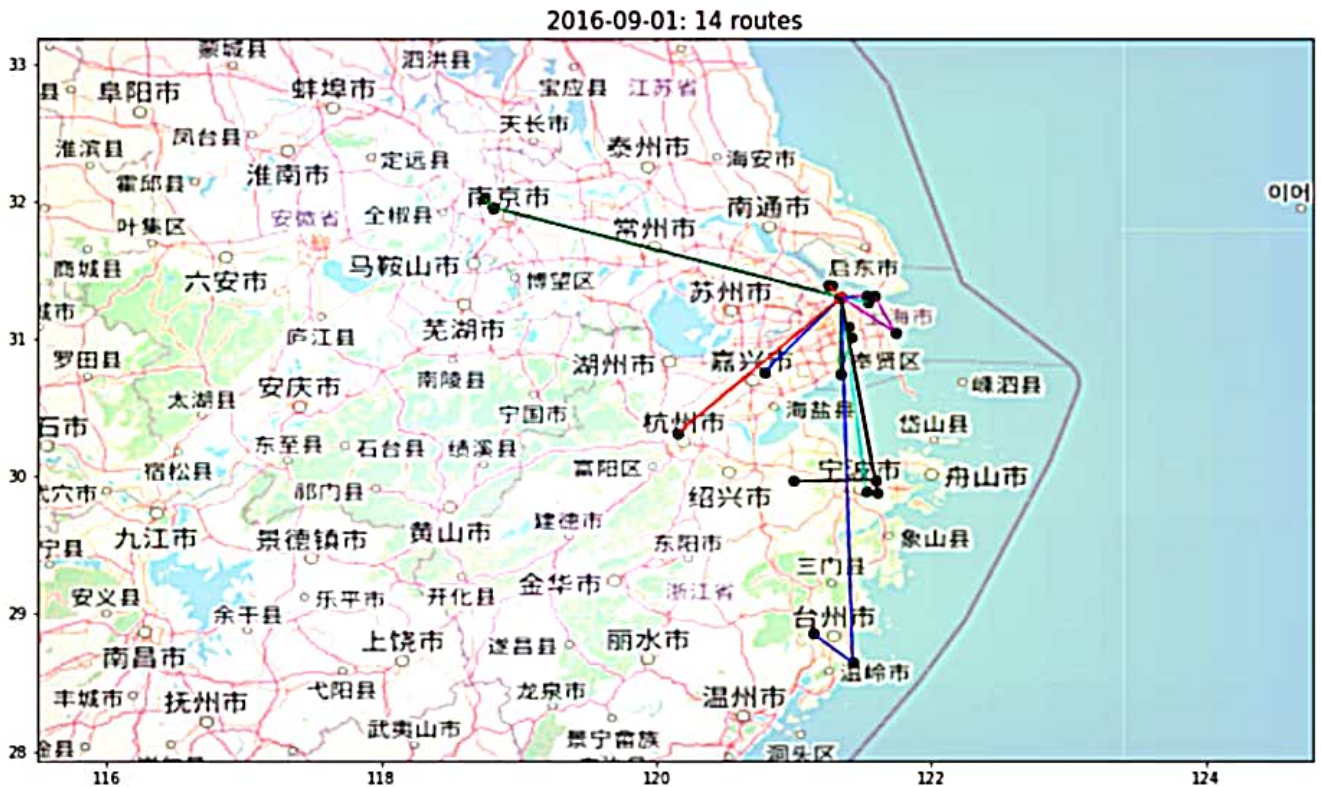 2016-09-01: 14 routes
33
32
31
30
29
28
116
118
120
122
124
蒙城县
泗洪县
阜阳市
蚌埠市
宝应县
江苏省
天长市
凤台县
淮滨县
定远县
泰州市
海安市
霍邱县
淮南市
南京市
이어
叶集区
安徽省
全椒县
常州市
南通市
商城县
六安市
马鞍山市
博望区
苏州市
启东市
庐江县
芜湖市
罗田县
湖州市
嘉兴市
奉贤区
安庆市
南陵县
嵊泗县
太湖县
宁国市
杭州市
海盐县
岱山县
东至县
石台县
绩溪县
宿松县
富阳区
宁波市
舟山市
祁门县
绍兴市
九江市
景德镇市
黄山市
建德市
东阳市
象山县
三门县
安义县
余干县
乐平市
开化县
金华市
浙江省
台州市
南昌市
上饶市
遂昌县
丽水市
温岭市
丰城市
抚州市
弋阳县
龙泉市
温州市
武夷山市
景宁畲族
洞头区